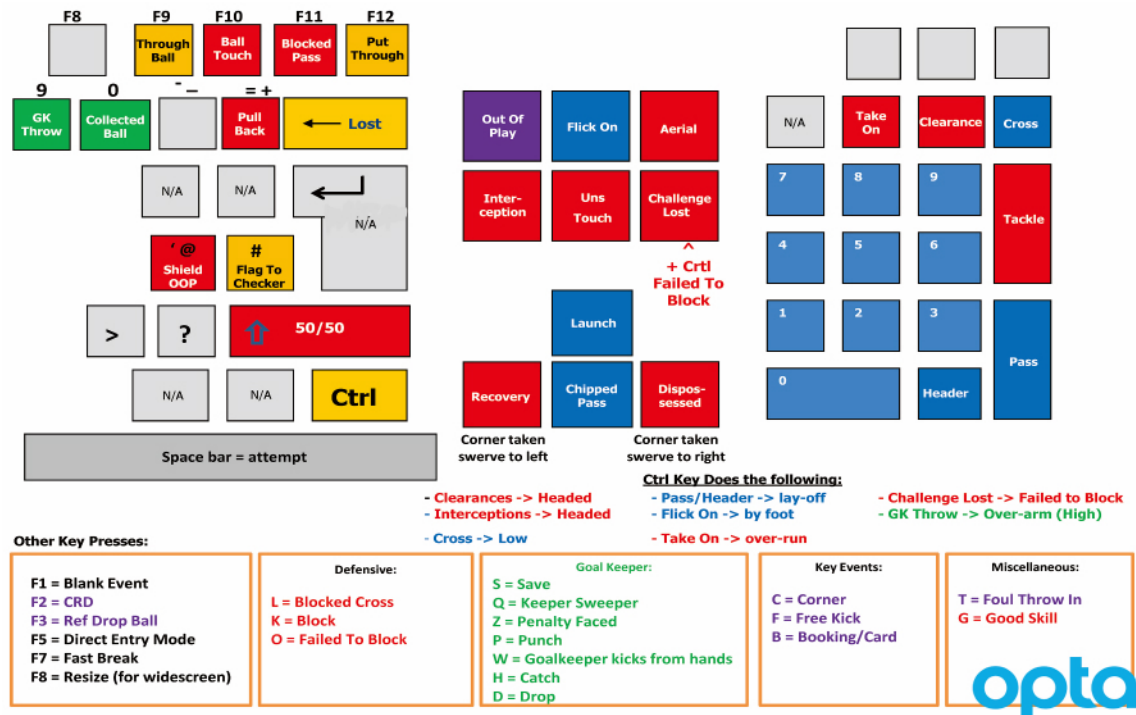 F8 F9 F10 F11 F12
Through
Ball
Ball
Touch
Blocked
Pass
Put
Through
9 0 - _ = +
GK
Throw
Collected
Ball
Pull
Back
← Lost
N/A
N/A
N/A
' @
Shield
OOP
#
Flag To
Checker
>
?
50/50
N/A
N/A
Ctrl
Space bar = attempt
Out Of
Play
Flick On
Aerial
Inter-
ception
Uns
Touch
Challenge
Lost
^
+ Crtl
Failed To
Block
Launch
Recovery
Chipped
Pass
Dispos-
sessed
Corner taken
swerve to left
Corner taken
swerve to right
N/A
Take
On
Clearance
Cross
7
8
9
Tackle
4
5
6
1
2
3
Pass
0
Header
Ctrl Key Does the following:
- Clearances -> Headed
- Interceptions -> Headed
- Cross -> Low
- Pass/Header -> lay-off
- Flick On -> by foot
- Take On -> over-run
- Challenge Lost -> Failed to Block
- GK Throw -> Over-arm (High)
Other Key Presses:
F1 = Blank Event
F2 = CRD
F3 = Ref Drop Ball
F5 = Direct Entry Mode
F7 = Fast Break
F8 = Resize (for widescreen)
Defensive:
L = Blocked Cross
K = Block
O = Failed To Block
Goal Keeper:
S = Save
Q = Keeper Sweeper
Z = Penalty Faced
P = Punch
W = Goalkeeper kicks from hands
H = Catch
D = Drop
Key Events:
C = Corner
F = Free Kick
B = Booking/Card
Miscellaneous:
T = Foul Throw In
G = Good Skill
opta